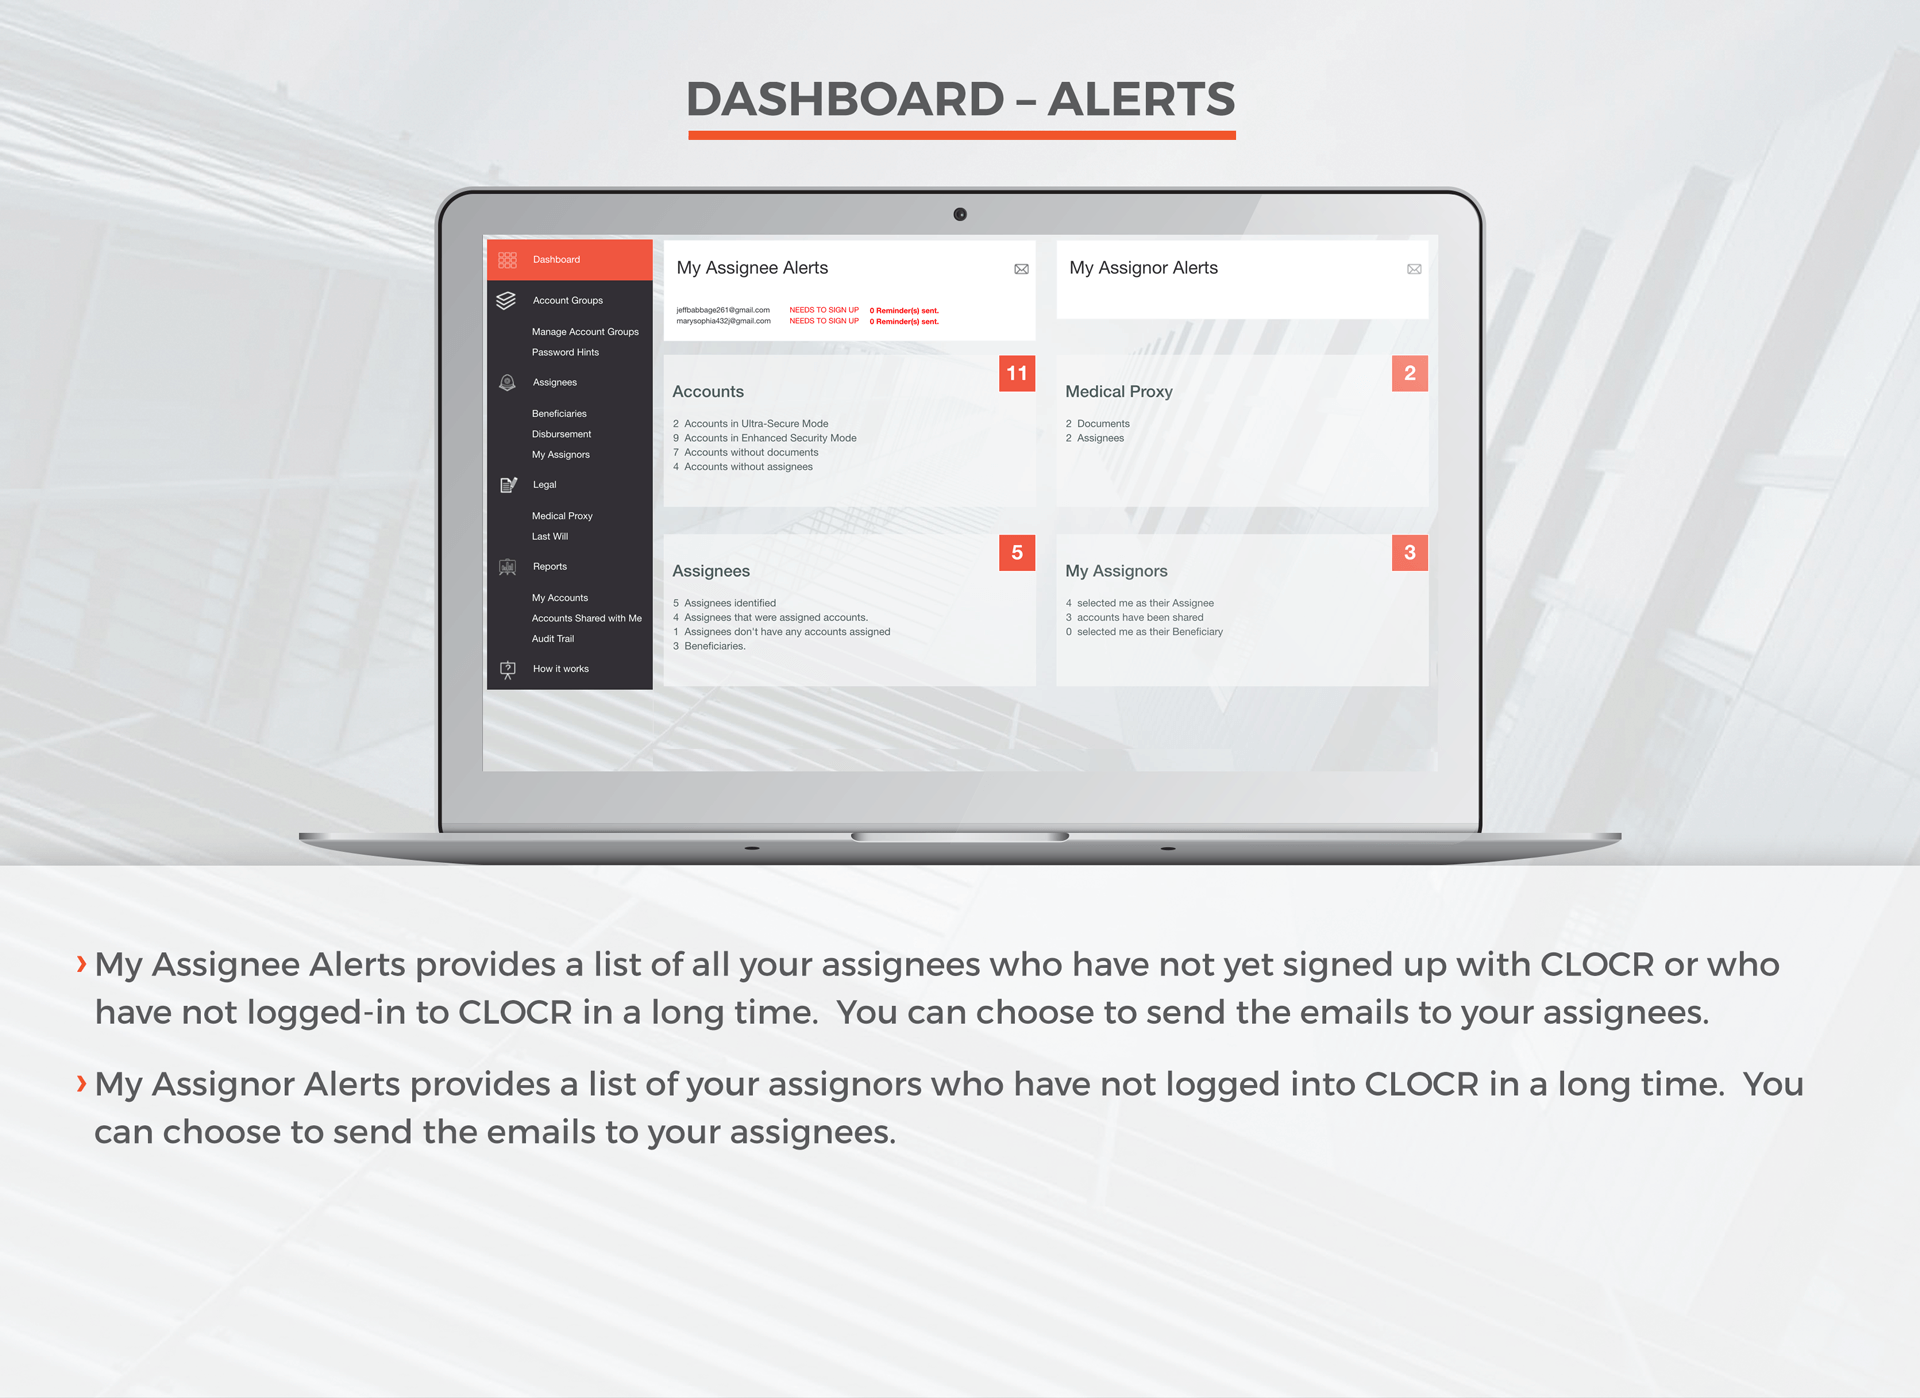 DASHBOARD – ALERTS
Dashboard
Account Groups
Manage Account Groups
Password Hints
Assignees
Beneficiaries
Disbursement
My Assignors
Legal
Medical Proxy
Last Will
Reports
My Accounts
Accounts Shared with Me
Audit Trail
How it works
My Assignee Alerts
jeffbabbage261@gmail.com NEEDS TO SIGN UP 0 Reminder(s) sent.
marysophia432j@gmail.com NEEDS TO SIGN UP 0 Reminder(s) sent.
My Assignor Alerts
11
Accounts
2 Accounts in Ultra-Secure Mode
9 Accounts in Enhanced Security Mode
7 Accounts without documents
4 Accounts without assignees
2
Medical Proxy
2 Documents
2 Assignees
5
Assignees
5 Assignees identified
4 Assignees that were assigned accounts.
1 Assignees don't have any accounts assigned
3 Beneficiaries.
3
My Assignors
4 selected me as their Assignee
3 accounts have been shared
0 selected me as their Beneficiary
› My Assignee Alerts provides a list of all your assignees who have not yet signed up with CLOCR or who
have not logged-in to CLOCR in a long time. You can choose to send the emails to your assignees.
› My Assignor Alerts provides a list of your assignors who have not logged into CLOCR in a long time. You
can choose to send the emails to your assignees.